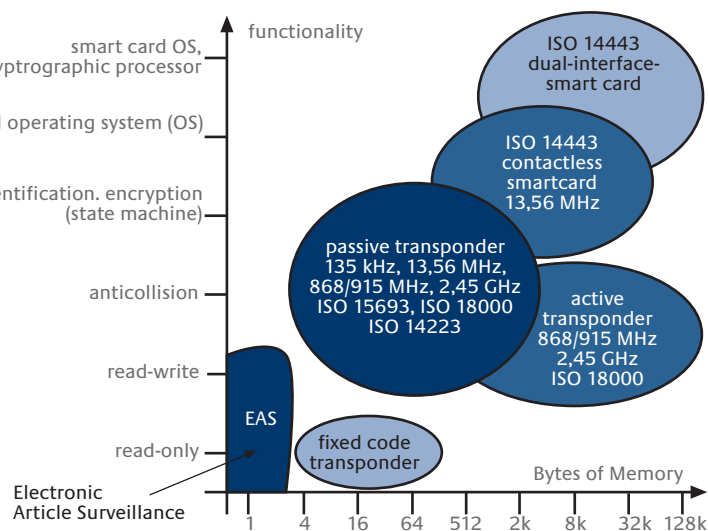 functionality
smart card OS,
yptrographic processor
operating system (OS)
entification. encryption
(state machine)
anticollision
read-write
read-only
ISO 14443
dual-interface-
smart card
ISO 14443
contactless
smartcard
13,56 MHz
passive transponder
135 kHz, 13,56 MHz,
868/915 MHz, 2,45 GHz
ISO 15693, ISO 18000
ISO 14223
active
transponder
868/915 MHz
2,45 GHz
ISO 18000
EAS
fixed code
transponder
Electronic
Article Surveillance
Bytes of Memory
1 4 16 64 512 2k 8k 32k 128k